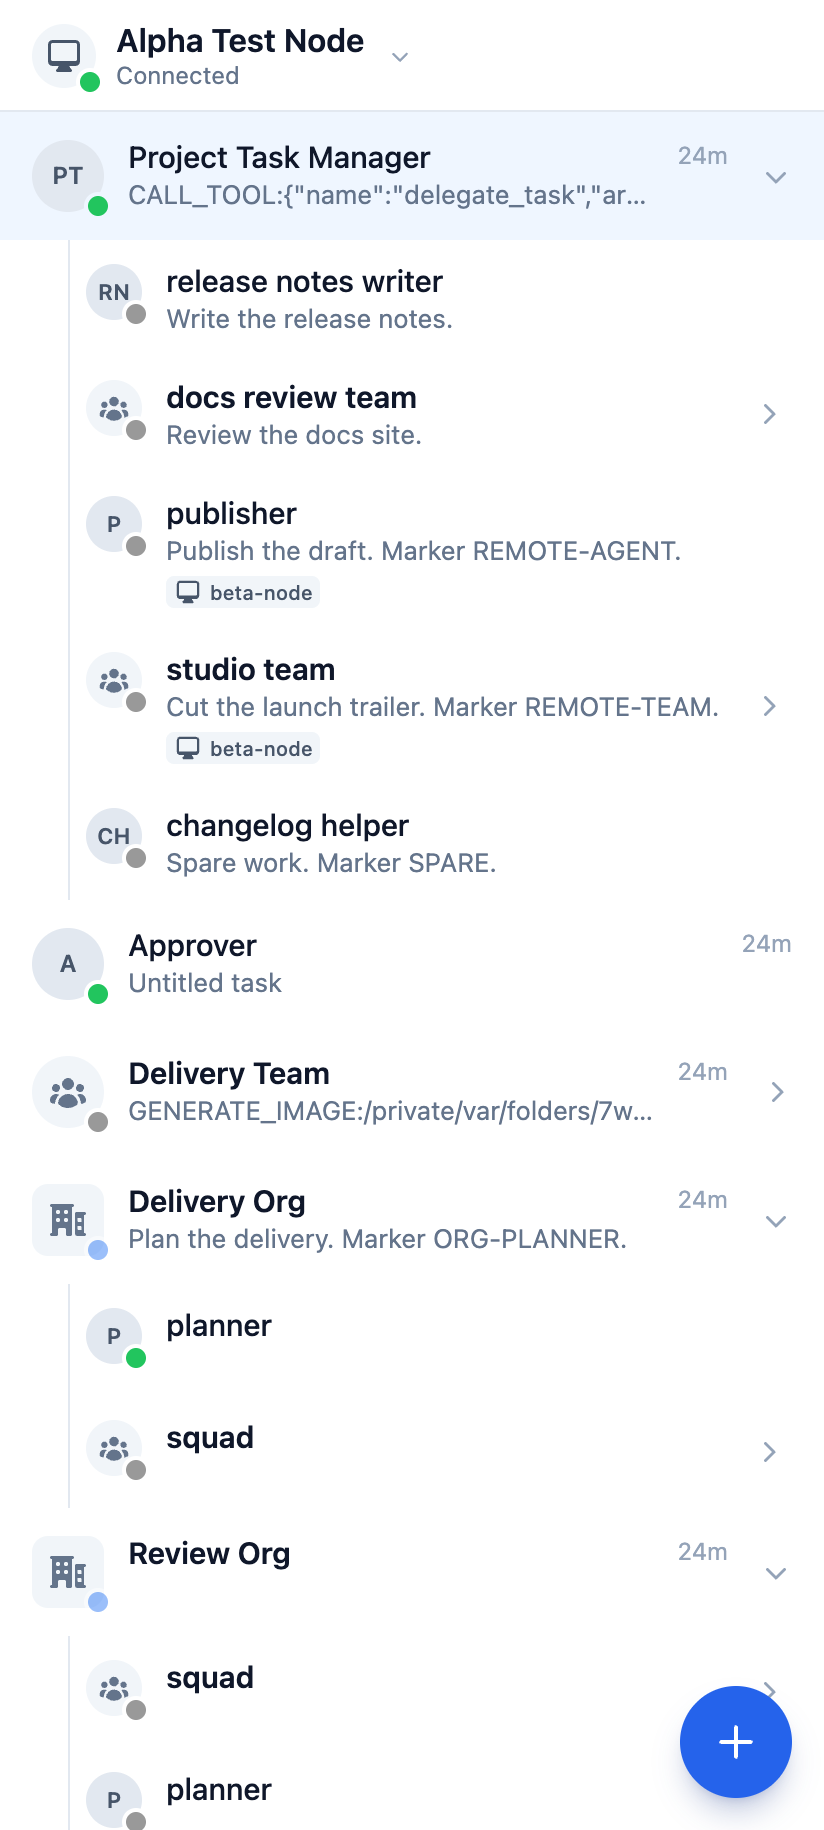 Alpha Test Node
Connected
PT
Project Task Manager
24m
CALL_TOOL:{"name":"delegate_task","ar...
RN
release notes writer
Write the release notes.
docs review team
Review the docs site.
P
publisher
Publish the draft. Marker REMOTE-AGENT.
beta-node
studio team
Cut the launch trailer. Marker REMOTE-TEAM.
beta-node
CH
changelog helper
Spare work. Marker SPARE.
A
Approver
24m
Untitled task
Delivery Team
24m
GENERATE_IMAGE:/private/var/folders/7w...
Delivery Org
24m
Plan the delivery. Marker ORG-PLANNER.
P
planner
squad
Review Org
24m
squad
P
planner